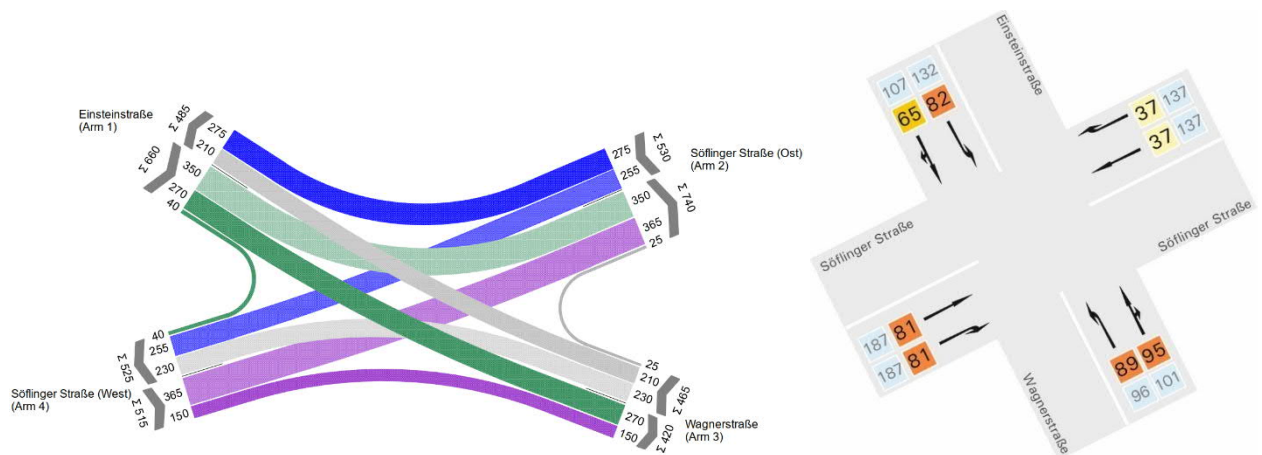 Einsteinstraße
(Arm 1)
Σ 485
275
210
Σ 660
350
270
40
Σ 530
275
255
Söflinger Straße (Ost)
(Arm 2)
Σ 740
350
365
25
40
255
230
Σ 525
Söflinger Straße (West)
(Arm 4)
365
150
Σ 515
25
210
230
Σ 465
270
150
Σ 420
Wagnerstraße
(Arm 3)
Einsteinstraße
107 132
65 82
37 137
37 137
Söflinger Straße
Söflinger Straße
187 81
187 81
Wagnerstraße
89 95
96 101